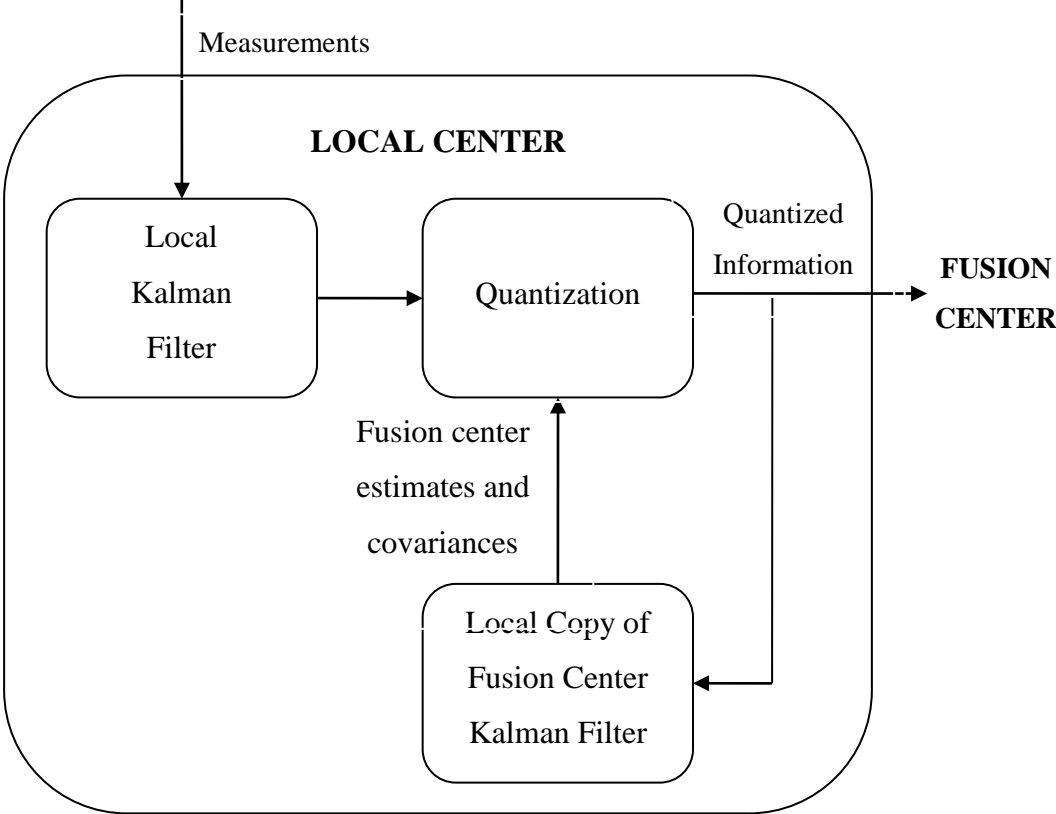 Measurements
LOCAL CENTER
Local
Kalman
Filter
Quantization
Quantized
Information
FUSION
CENTER
Fusion center
estimates and
covariances
Local Copy of
Fusion Center
Kalman Filter